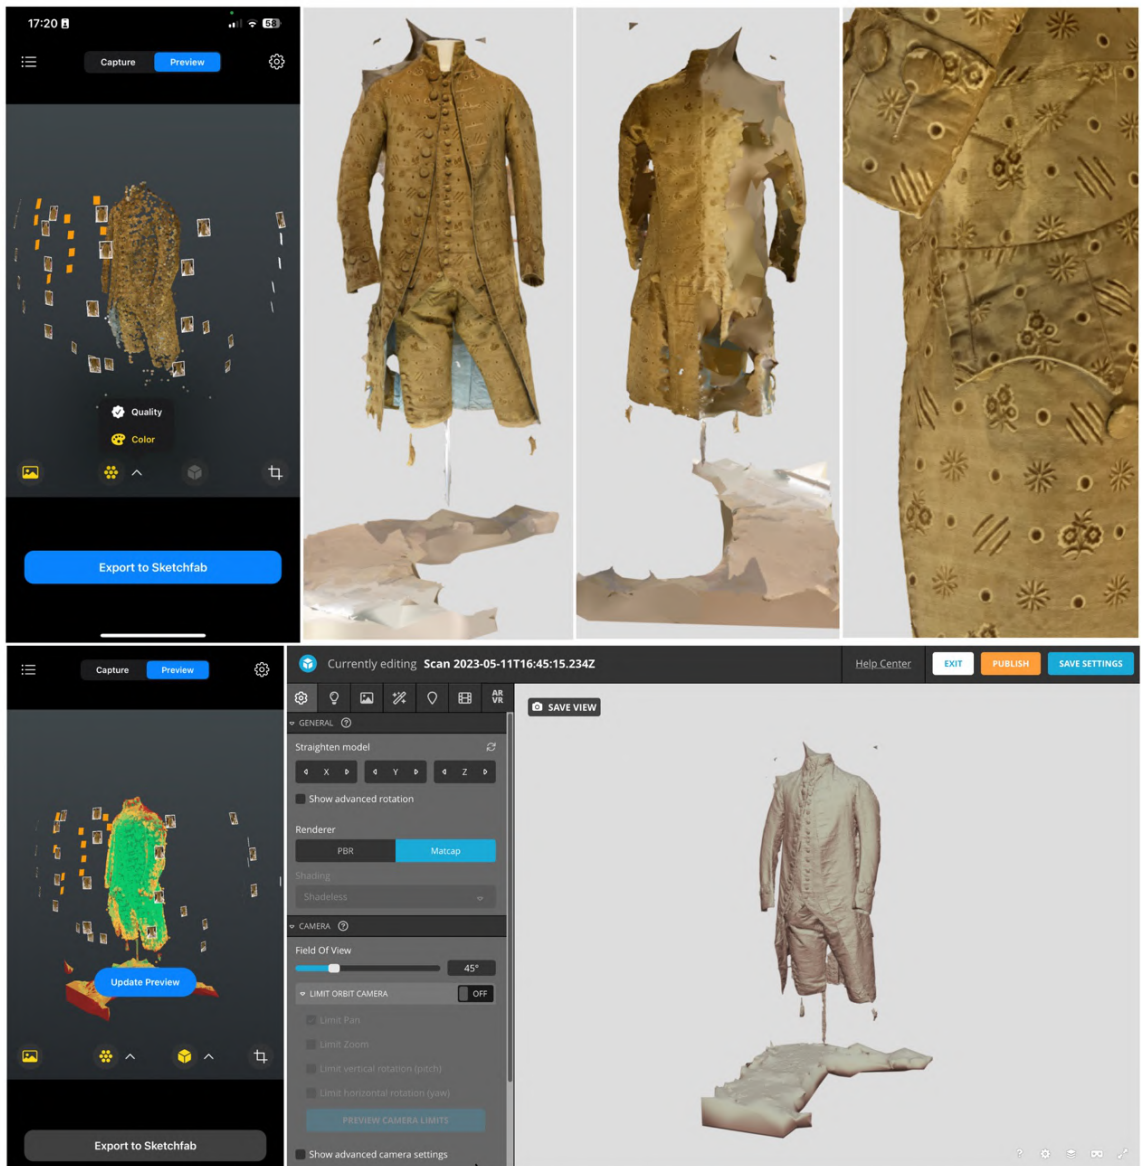 17:20 58
Capture Preview
Quality
Color
Export to Sketchfab
Capture Preview
Update Preview
Export to Sketchfab
Currently editing Scan 2023-05-11T16:45:15.234Z
Help Center EXIT PUBLISH SAVE SETTINGS
AR
VR
GENERAL ?
Straighten model
X Y Z
Show advanced rotation
Renderer
PBR Matcap
Shading
Shadeless
CAMERA ?
Field Of View
45°
LIMIT ORBIT CAMERA OFF
Limit Pan
Limit Zoom
Limit vertical rotation (pitch)
Limit horizontal rotation (yaw)
PREVIEW CAMERA LIMITS
Show advanced camera settings
SAVE VIEW
?